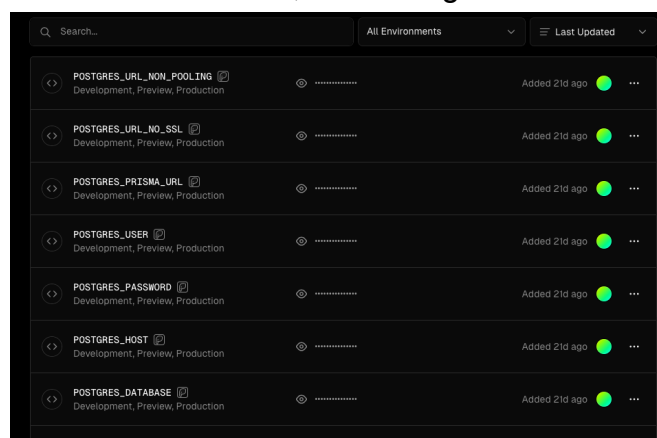 Search...
All Environments
Last Updated
POSTGRES_URL_NON_POOLING
Development, Preview, Production
••••••••••••••
Added 21d ago
POSTGRES_URL_NO_SSL
Development, Preview, Production
••••••••••••••
Added 21d ago
POSTGRES_PRISMA_URL
Development, Preview, Production
••••••••••••••
Added 21d ago
POSTGRES_USER
Development, Preview, Production
••••••••••••••
Added 21d ago
POSTGRES_PASSWORD
Development, Preview, Production
••••••••••••••
Added 21d ago
POSTGRES_HOST
Development, Preview, Production
••••••••••••••
Added 21d ago
POSTGRES_DATABASE
Development, Preview, Production
••••••••••••••
Added 21d ago